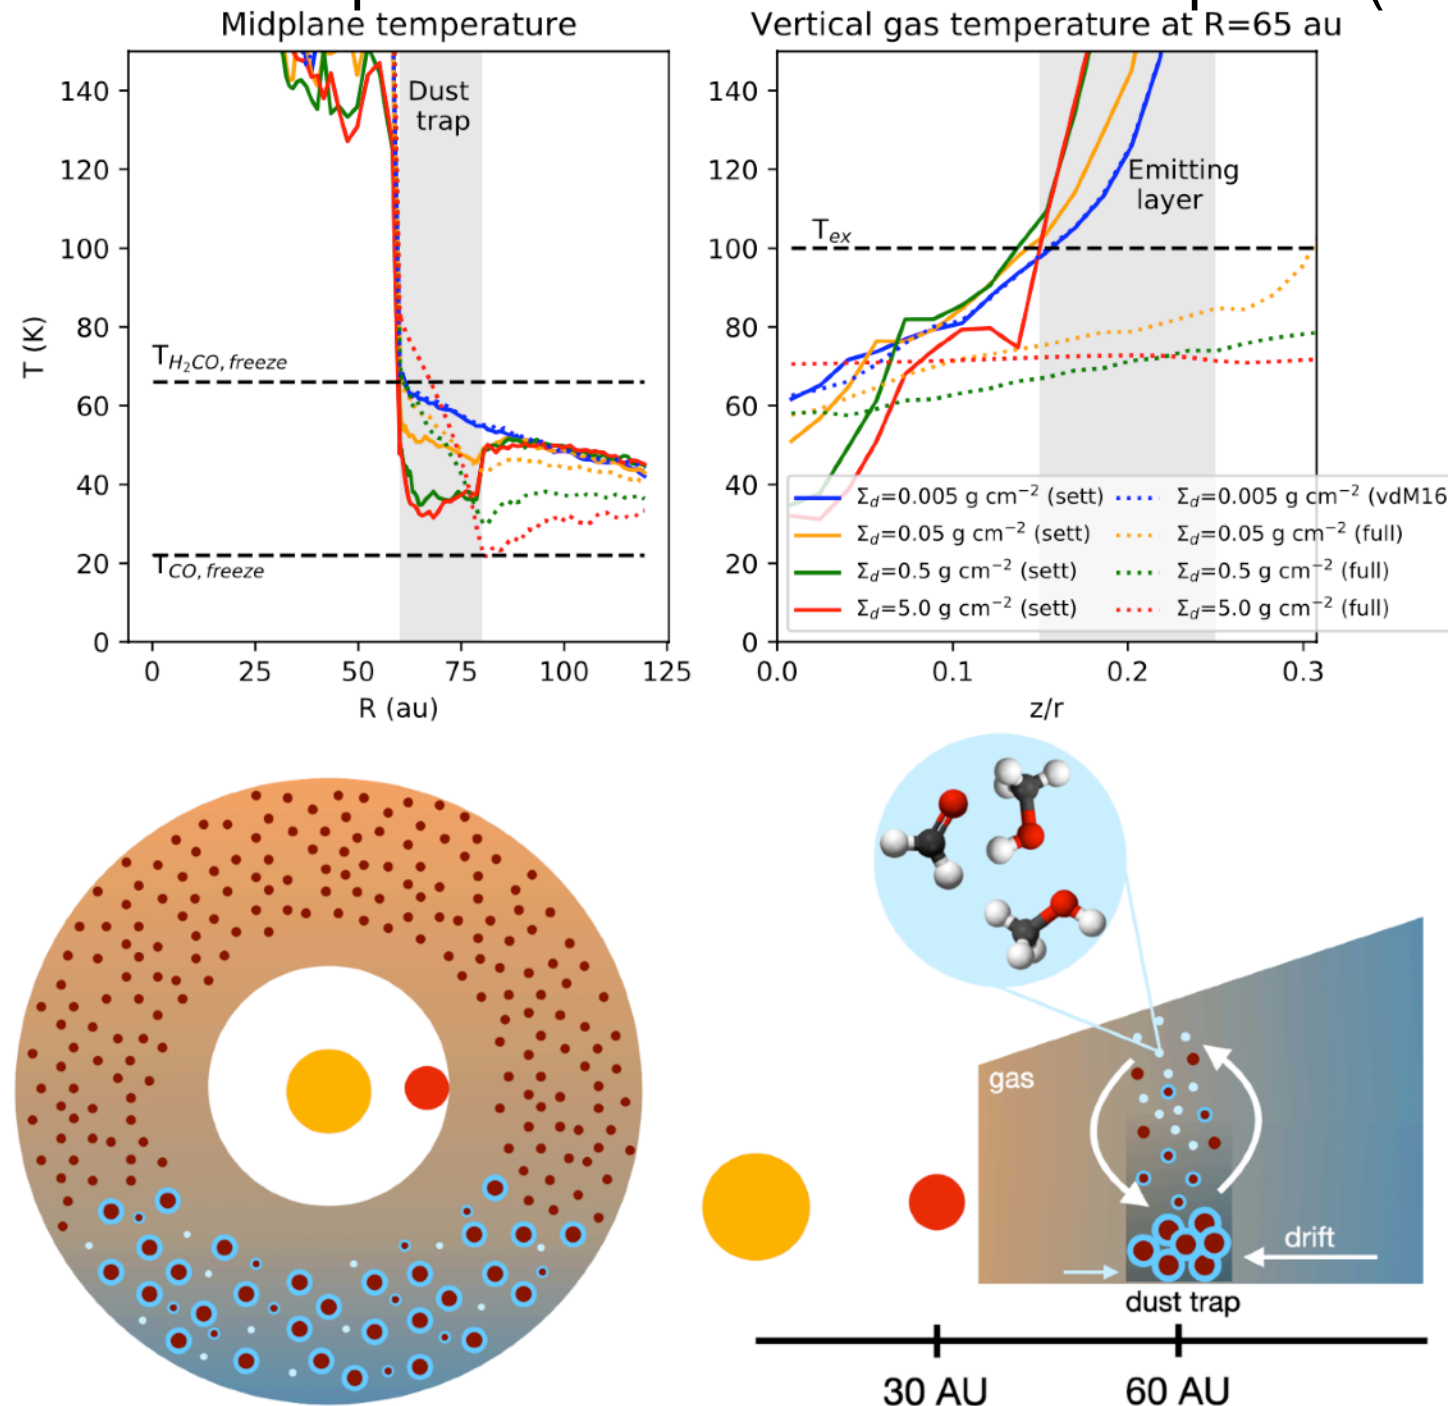 Midplane temperature
Vertical gas temperature at R=65 au
140
120
100
80
60
40
20
0
T (K)
Dust
trap
T_{H_2CO, freeze}
T_{CO, freeze}
0
25
50
75
100
125
R (au)
140
120
100
80
60
40
20
0
T_{ex}
Emitting
layer
Σ_d=0.005 g cm⁻² (sett)
Σ_d=0.05 g cm⁻² (sett)
Σ_d=0.5 g cm⁻² (sett)
Σ_d=5.0 g cm⁻² (sett)
Σ_d=0.005 g cm⁻² (vdM16
Σ_d=0.05 g cm⁻² (full)
Σ_d=0.5 g cm⁻² (full)
Σ_d=5.0 g cm⁻² (full)
0.0
0.1
0.2
0.3
z/r
gas
drift
dust trap
30 AU
60 AU